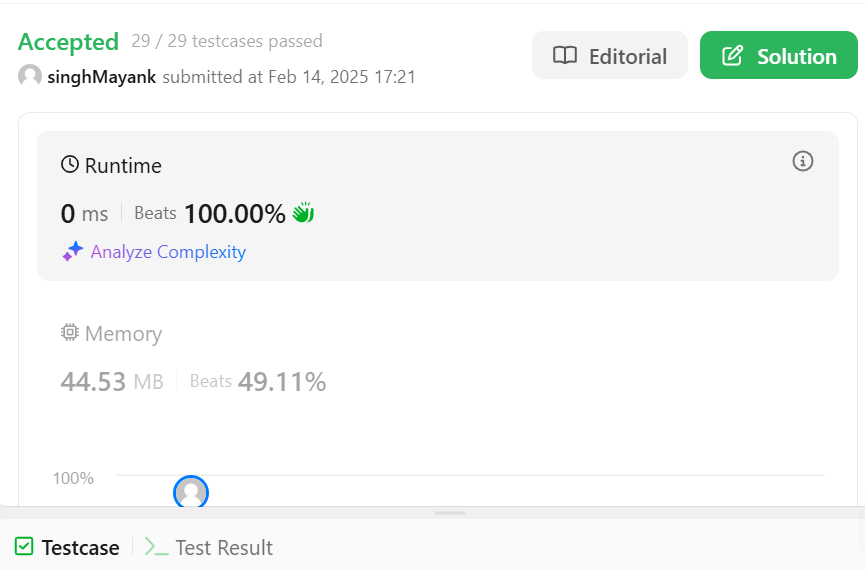 Accepted 29 / 29 testcases passed
singhMayank submitted at Feb 14, 2025 17:21
Editorial
Solution
Runtime
0 ms Beats 100.00%
Analyze Complexity
Memory
44.53 MB Beats 49.11%
100%
Testcase
Test Result